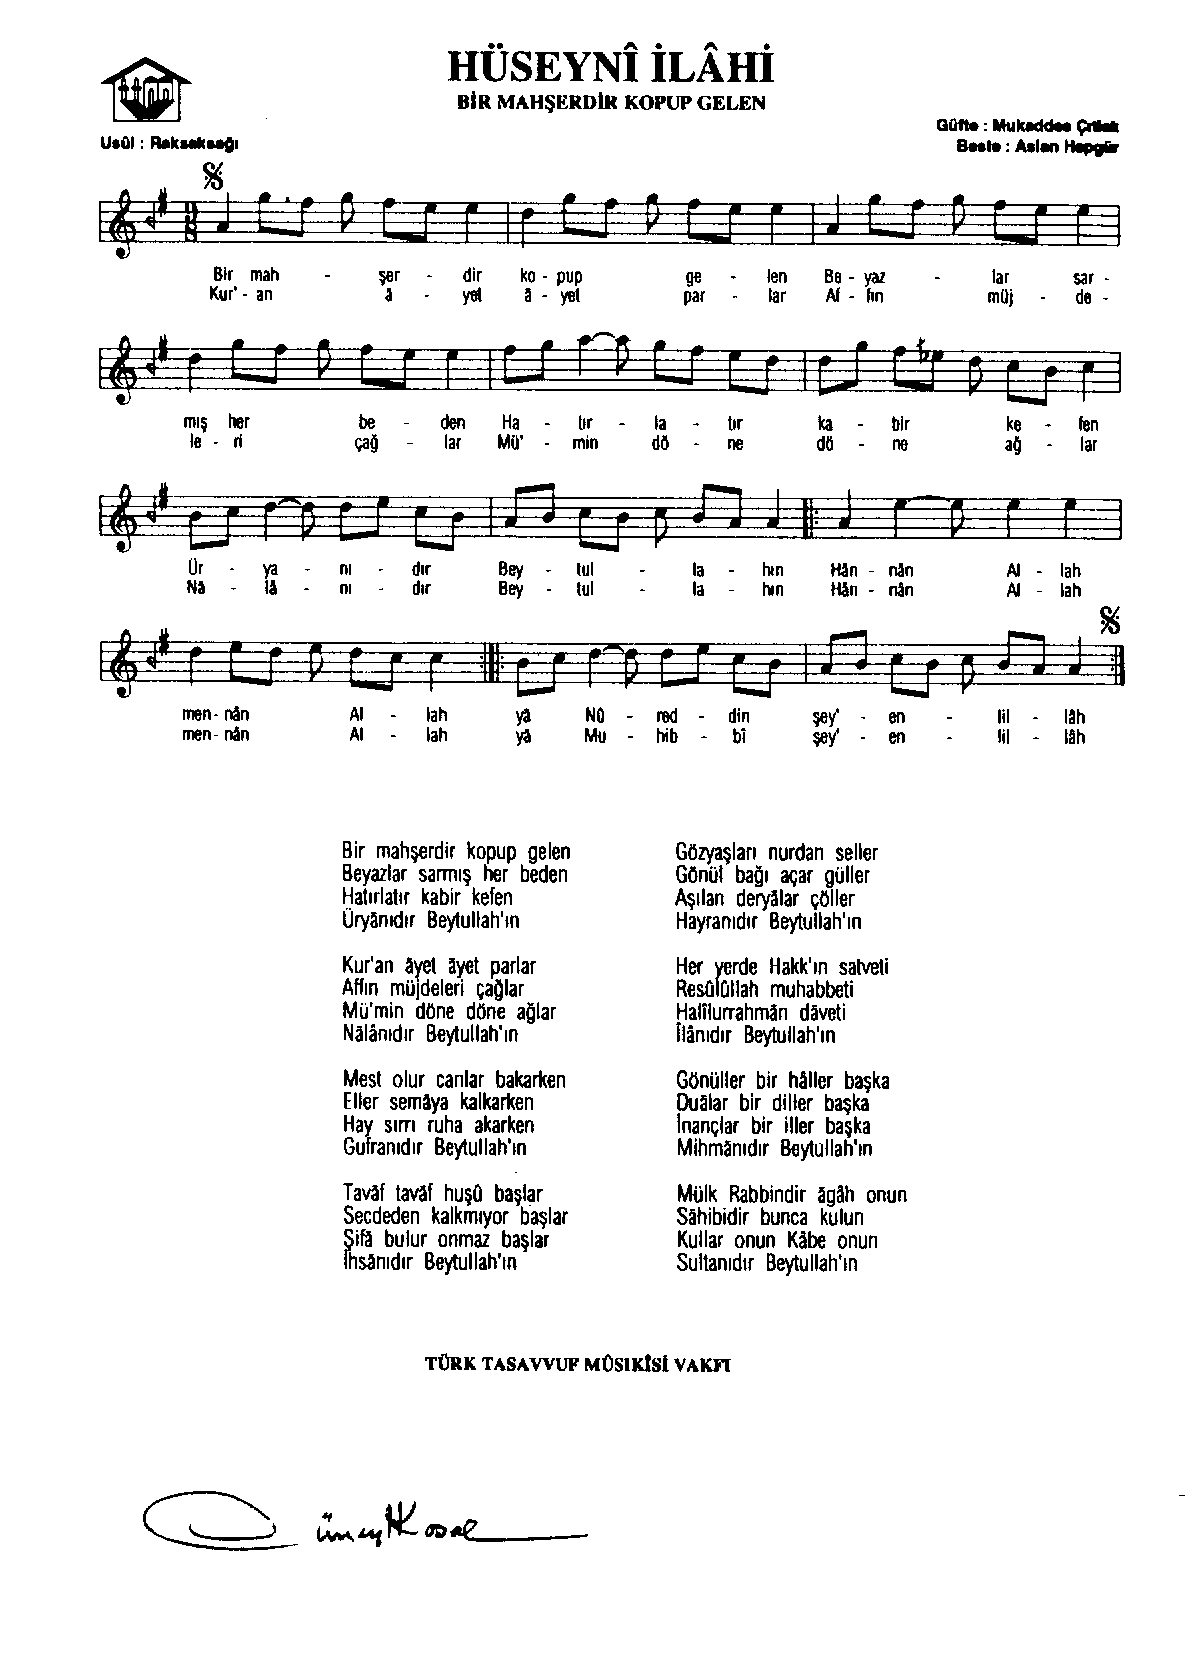 HÜSEYNÎ İLÂHİ
BİR MAHŞERDİR KOPUP GELEN
Usûl : Raksaksağı
Güfte : Mukaddes
Beste : Aslan Hepgür
9
8
Bir mah - şer - dir ko - pup ge - len Be - yaz - lar sar -
Kur' - an â - yet â - yet par - lar Af - fın müj - de -
mış her be - den Ha - tır - la - tır ka - bir ke - fen
le - ri çağ - lar Mü' - min dö - ne dö - ne ağ - lar
Ür - ya - nı - dır Bey - tul - la - hın Hân - nân Al - lah
Nâ - lâ - nı - dır Bey - tul - la - hın Hân - nân Al - lah
men - nân Al - lah yâ Nû - red - din şey' - en - lil - lâh
men - nân Al - lah yâ Mu - hib - bî şey' - en - lil - lâh
Bir mahşerdir kopup gelen
Beyazlar sarmış her beden
Hatırlatır kabir kefen
Üryânıdır Beytullah'ın
Kur'an âyet âyet parlar
Affın müjdeleri çağlar
Mü'min döne döne ağlar
Nâlânıdır Beytullah'ın
Mest olur canlar bakarken
Eller semâya kalkarken
Hay sırrı ruha akarken
Gufranıdır Beytullah'ın
Tavâf tavâf huşû başlar
Secdeden kalkmıyor başlar
Şifâ bulur onmaz başlar
İhsânıdır Beytullah'ın
Gözyaşları nurdan seller
Gönül bağı açar güller
Aşılan deryâlar çöller
Hayranıdır Beytullah'ın
Her yerde Hakk'ın satveti
Resûlûllah muhabbeti
Halîlurrahmân dâveti
Îlânıdır Beytullah'ın
Gönüller bir hâller başka
Duâlar bir diller başka
İnançlar bir iller başka
Mihmânıdır Beytullah'ın
Mülk Rabbindir âgâh onun
Sâhibidir bunca kulun
Kullar onun Kâbe onun
Sultanıdır Beytullah'ın
TÜRK TASAVVUF MÛSIKÎSİ VAKFI
Cüneyt Kosal